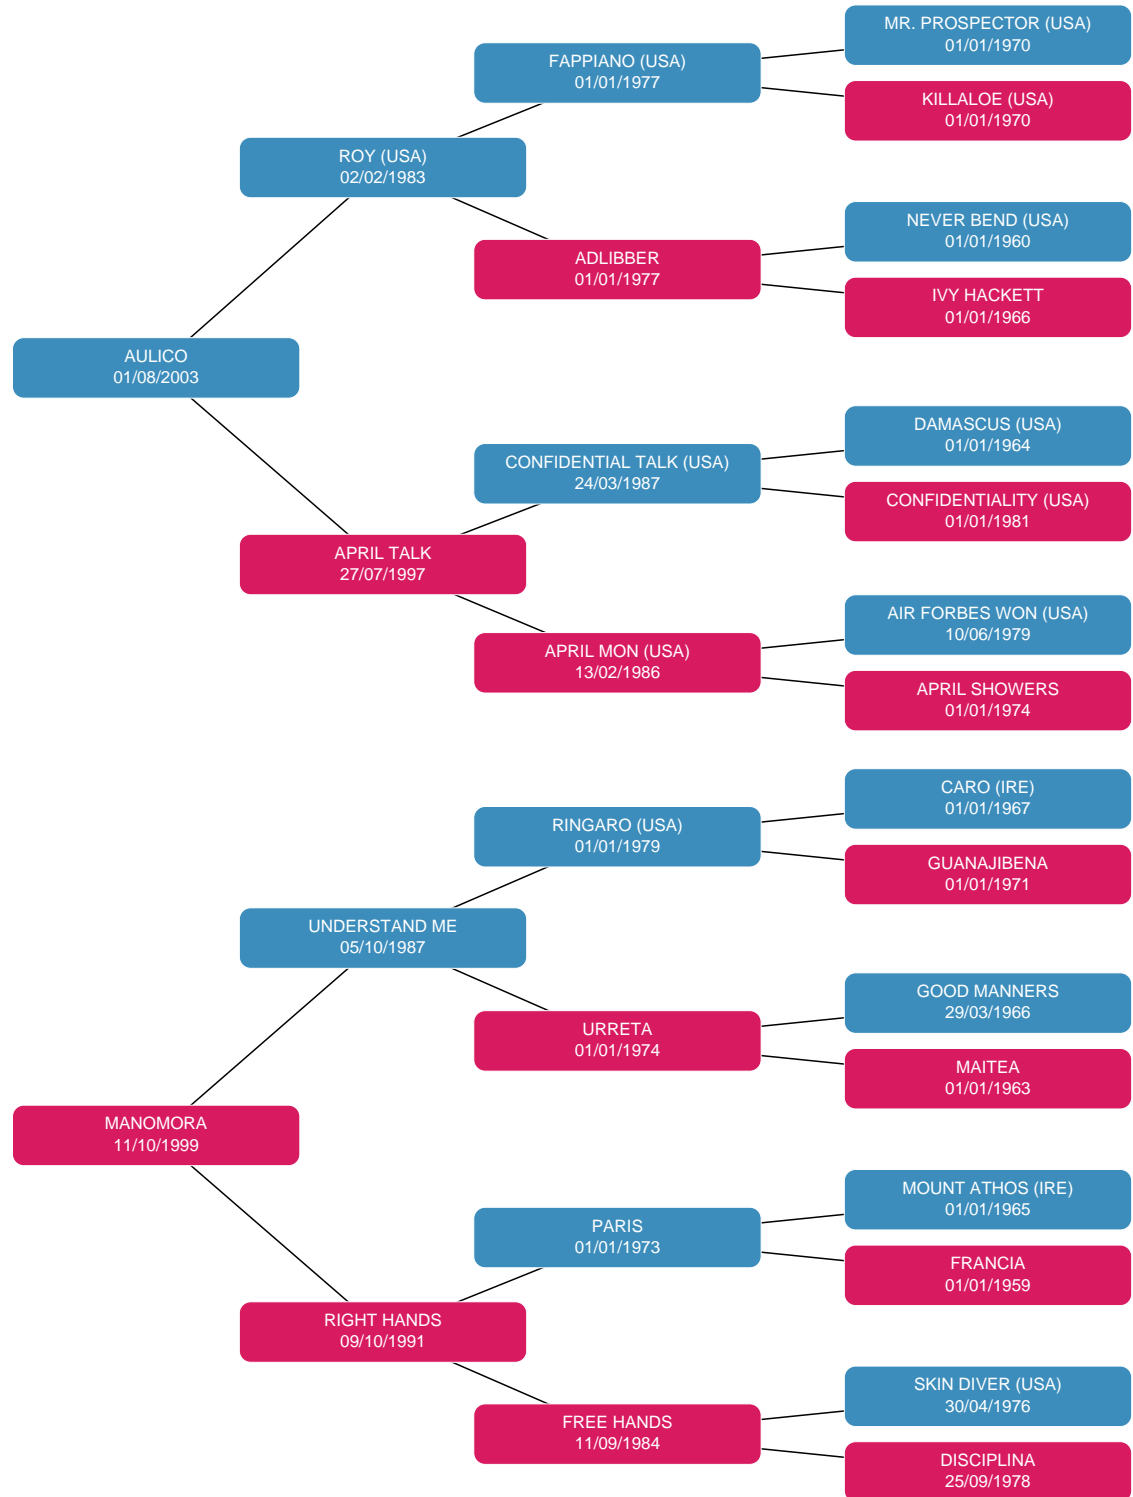 MR. PROSPECTOR (USA)
01/01/1970
FAPPIANO (USA)
01/01/1977
KILLALOE (USA)
01/01/1970
ROY (USA)
02/02/1983
NEVER BEND (USA)
01/01/1960
ADLIBBER
01/01/1977
IVY HACKETT
01/01/1966
AULICO
01/08/2003
DAMASCUS (USA)
01/01/1964
CONFIDENTIAL TALK (USA)
24/03/1987
CONFIDENTIALITY (USA)
01/01/1981
APRIL TALK
27/07/1997
AIR FORBES WON (USA)
10/06/1979
APRIL MON (USA)
13/02/1986
APRIL SHOWERS
01/01/1974
CARO (IRE)
01/01/1967
RINGARO (USA)
01/01/1979
GUANAJIBENA
01/01/1971
UNDERSTAND ME
05/10/1987
GOOD MANNERS
29/03/1966
URRETA
01/01/1974
MAITEA
01/01/1963
MANOMORA
11/10/1999
MOUNT ATHOS (IRE)
01/01/1965
PARIS
01/01/1973
FRANCIA
01/01/1959
RIGHT HANDS
09/10/1991
SKIN DIVER (USA)
30/04/1976
FREE HANDS
11/09/1984
DISCIPLINA
25/09/1978